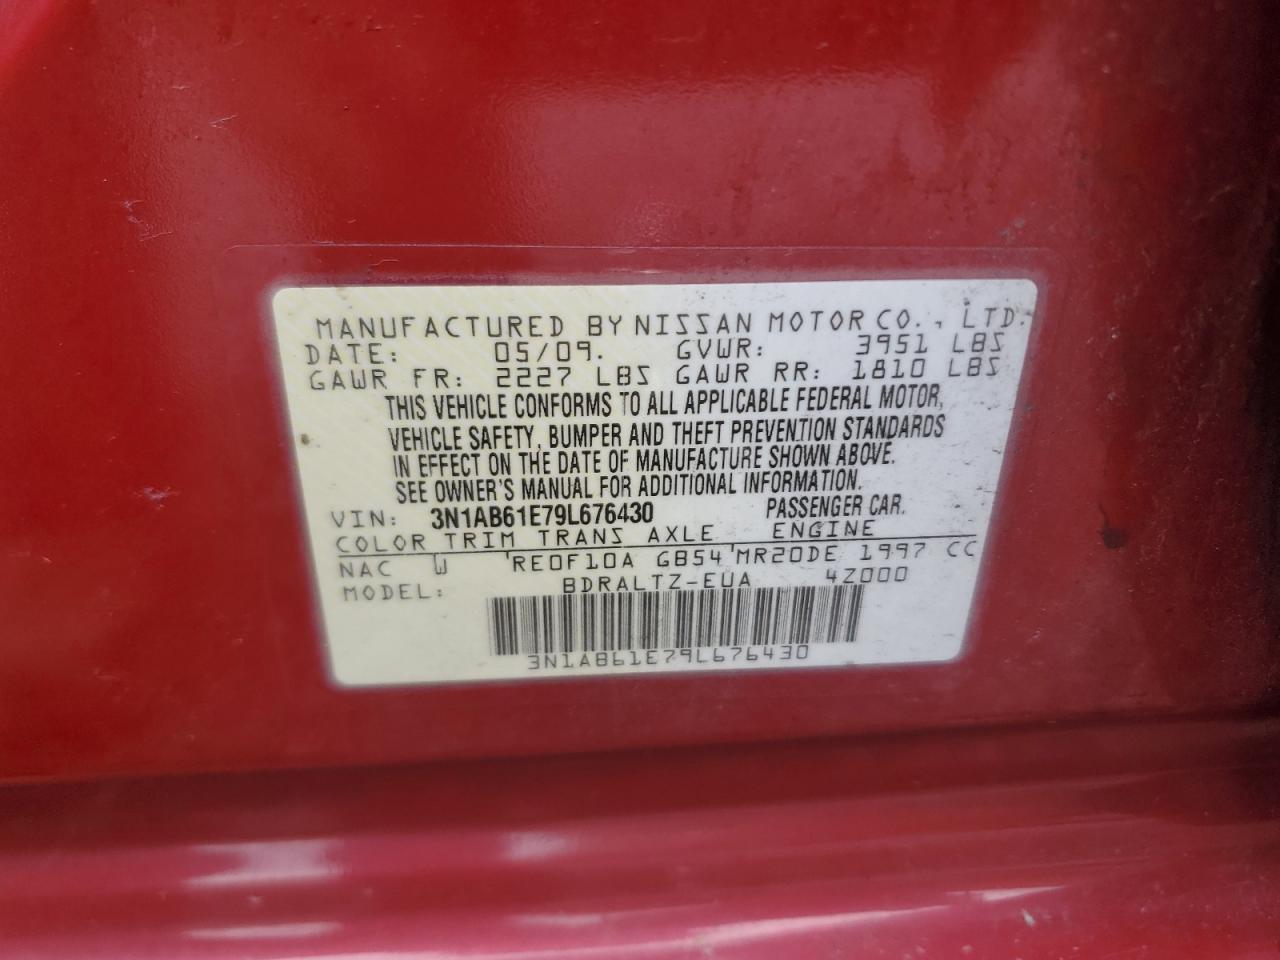 MANUFACTURED BY NISSAN MOTOR CO., LTD.
DATE: 05/09. GVWR: 3951 LBS
GAWR FR: 2227 LBS GAWR RR: 1810 LBS
THIS VEHICLE CONFORMS TO ALL APPLICABLE FEDERAL MOTOR,
VEHICLE SAFETY, BUMPER AND THEFT PREVENTION STANDARDS
IN EFFECT ON THE DATE OF MANUFACTURE SHOWN ABOVE.
SEE OWNER'S MANUAL FOR ADDITIONAL INFORMATION.
VIN: 3N1AB61E79L676430 PASSENGER CAR.
COLOR TRIM TRANS AXLE ENGINE
NAC W RE0F10A GB54 MR20DE 1997 CC
MODEL: BDRALTZ-EUA 4Z000
3N1AB61E79L676430